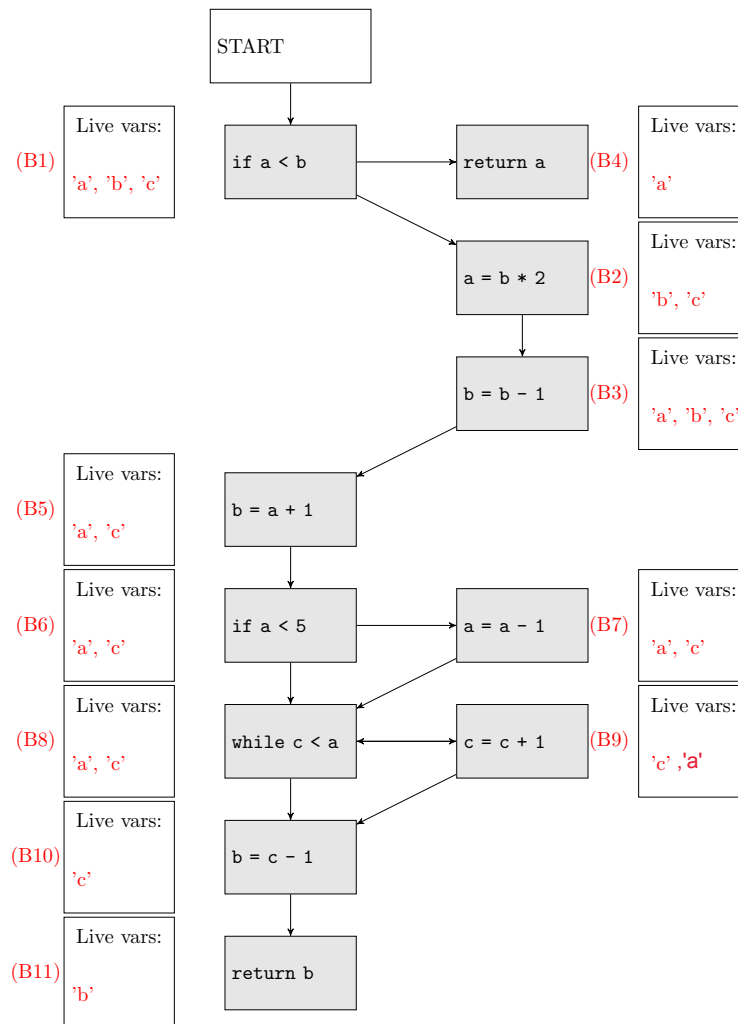 START
Live vars:
(B1)
'a', 'b', 'c'
if a < b
return a
(B4)
Live vars:
'a'
a = b * 2
(B2)
Live vars:
'b', 'c'
b = b - 1
(B3)
Live vars:
'a', 'b', 'c'
Live vars:
(B5)
'a', 'c'
b = a + 1
Live vars:
(B6)
'a', 'c'
if a < 5
a = a - 1
(B7)
Live vars:
'a', 'c'
Live vars:
(B8)
'a', 'c'
while c < a
c = c + 1
(B9)
Live vars:
'c' ,'a'
Live vars:
(B10)
'c'
b = c - 1
Live vars:
(B11)
'b'
return b